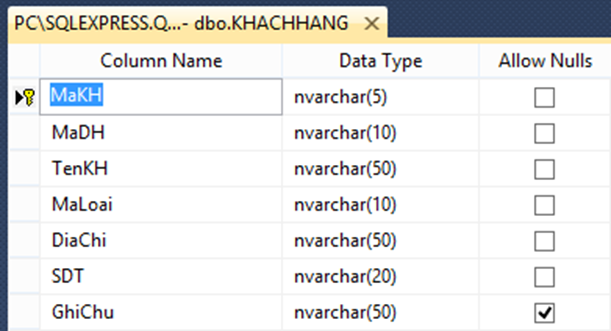 PC\SQLEXPRESS.Q...- dbo.KHACHHANG
Column Name Data Type Allow Nulls
MaKH nvarchar(5)
MaDH nvarchar(10)
TenKH nvarchar(50)
MaLoai nvarchar(10)
DiaChi nvarchar(50)
SDT nvarchar(20)
GhiChu nvarchar(50)